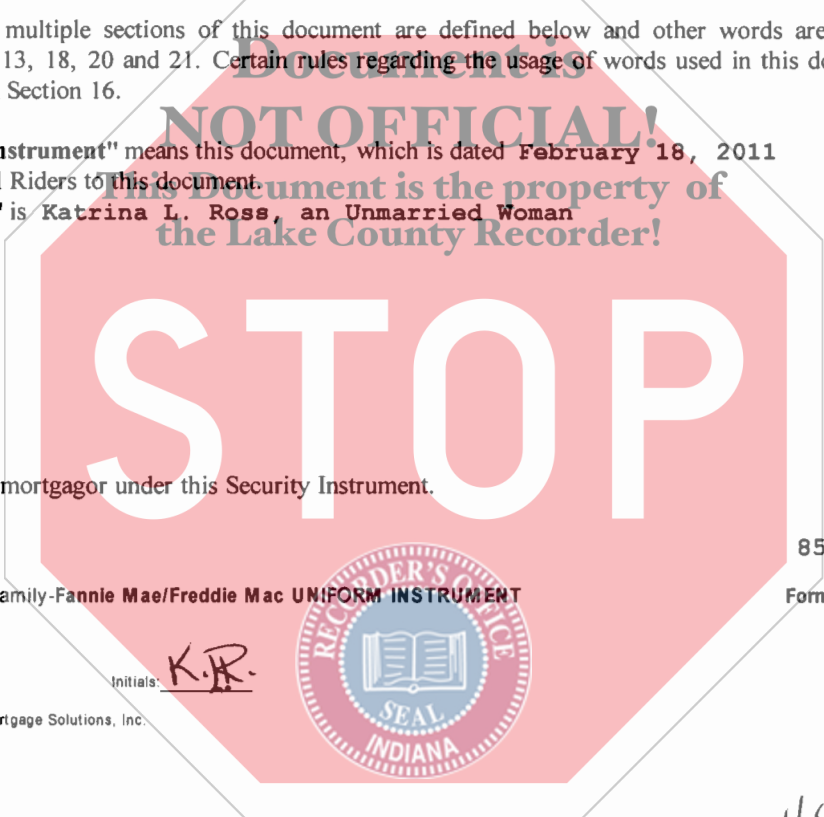 multiple sections of this document are defined below and other words are
13, 18, 20 and 21. Certain rules regarding the usage of words used in this do
Section 16.
Document is
NOT OFFICIAL!
This Document is the property of
the Lake County Recorder!
nstrument" means this document, which is dated February 18, 2011
Riders to this document.
" is Katrina L. Ross, an Unmarried Woman
STOP
mortgagor under this Security Instrument.
85
amily-Fannie Mae/Freddie Mac UNIFORM INSTRUMENT
Form
RECORDER'S OFFICE
SEAL
INDIANA
Initials: K.R.
rtgage Solutions, Inc.